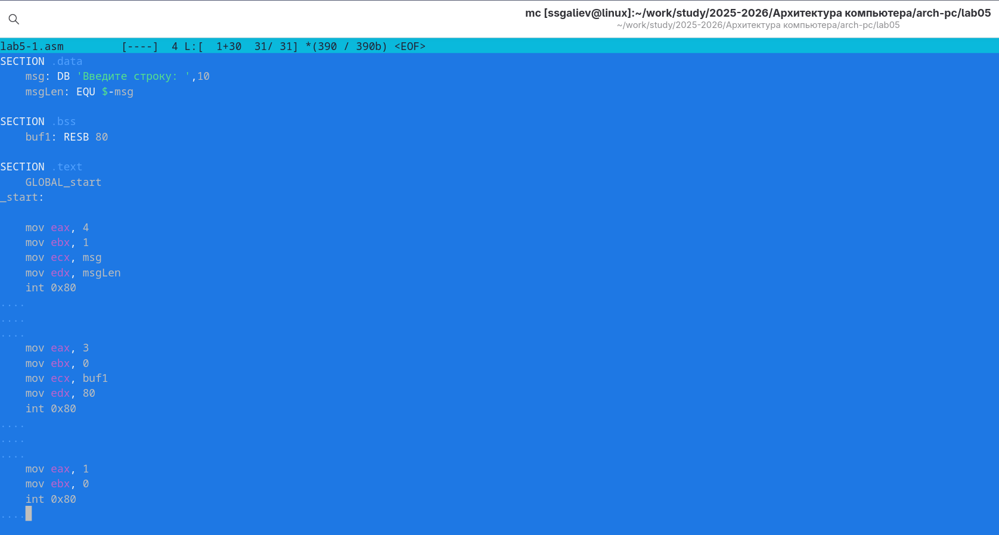 mc [ssgaliev@linux]:~/work/study/2025-2026/Архитектура компьютера/arch-pc/lab05
~/work/study/2025-2026/Архитектура компьютера/arch-pc/lab05
lab5-1.asm [----] 4 L:[ 1+30 31/ 31] *(390 / 390b) <EOF>
SECTION .data
msg: DB 'Введите строку: ',10
msgLen: EQU $-msg
SECTION .bss
buf1: RESB 80
SECTION .text
GLOBAL_start
_start:
mov eax, 4
mov ebx, 1
mov ecx, msg
mov edx, msgLen
int 0x80
....
....
....
mov eax, 3
mov ebx, 0
mov ecx, buf1
mov edx, 80
int 0x80
....
....
....
mov eax, 1
mov ebx, 0
int 0x80
....